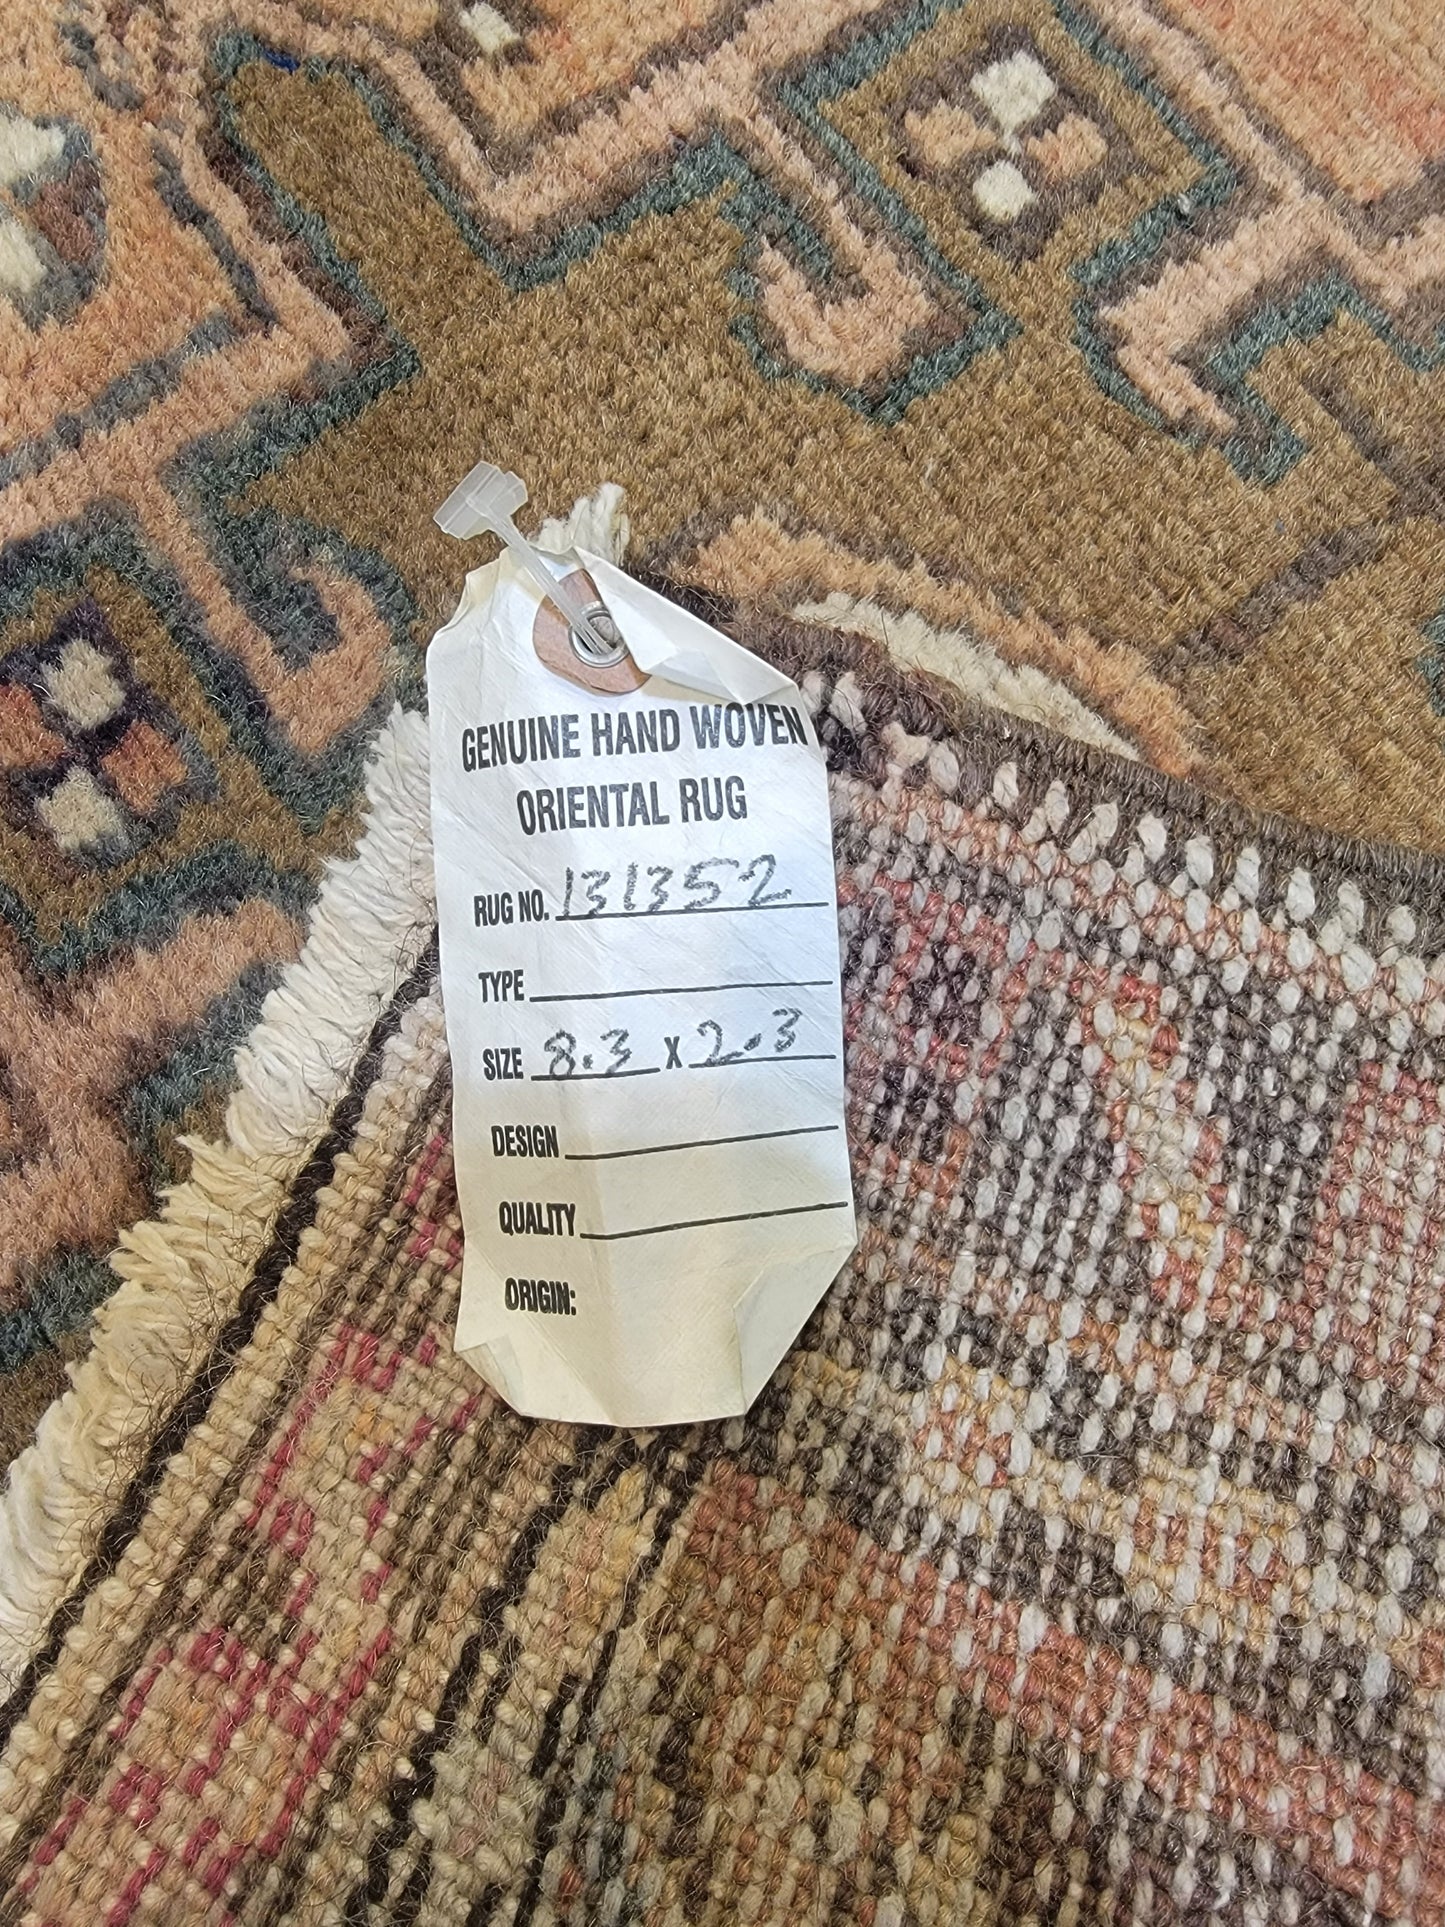 GENUINE HAND WOVEN
ORIENTAL RUG
RUG NO. 131352
TYPE
SIZE 8.3 X 2.3
DESIGN
QUALITY
ORIGIN: